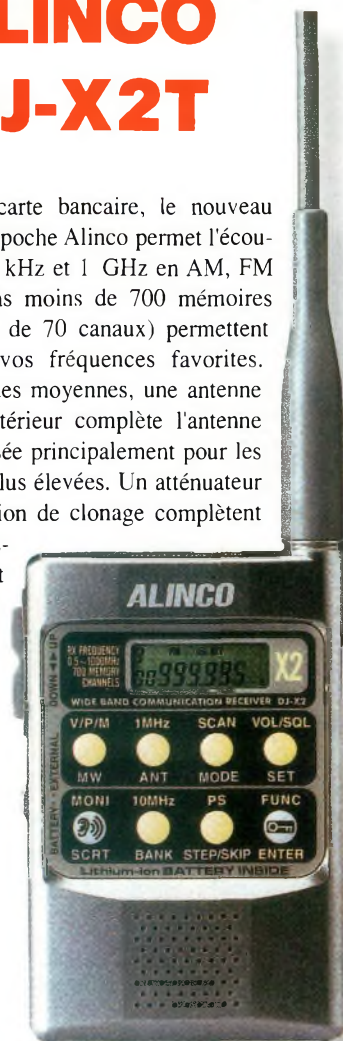 LINCO
J-X2T
carte bancaire, le nouveau
poche Alinco permet l'écou-
kHz et 1 GHz en AM, FM
s moins de 700 mémoires
de 70 canaux) permettent
vos fréquences favorites.
es moyennes, une antenne
térieur complète l'antenne
sée principalement pour les
lus élevées. Un atténuateur
ion de clonage complètent
t
ALINCO
RX FREQUENCY
0.5~1000MHz
700 MEMORY
CHANNELS
999.995
X2
WIDE BAND COMMUNICATION RECEIVER DJ-X2
DOWN ◄ ► UP
BATTERY • EXTERNAL
V/P/M 1MHz SCAN VOL/SQL
MW ANT MODE SET
MONI 10MHz PS FUNC
SCRT BANK STEP/SKIP ENTER
Lithium-ion BATTERY INSIDE